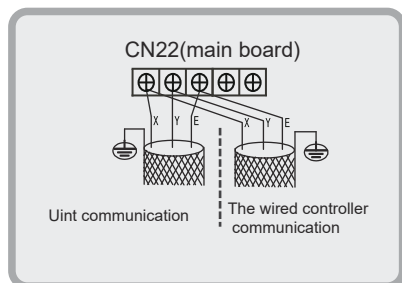 CN22(main board)
X Y E X Y E
Uint communication
The wired controller
communication